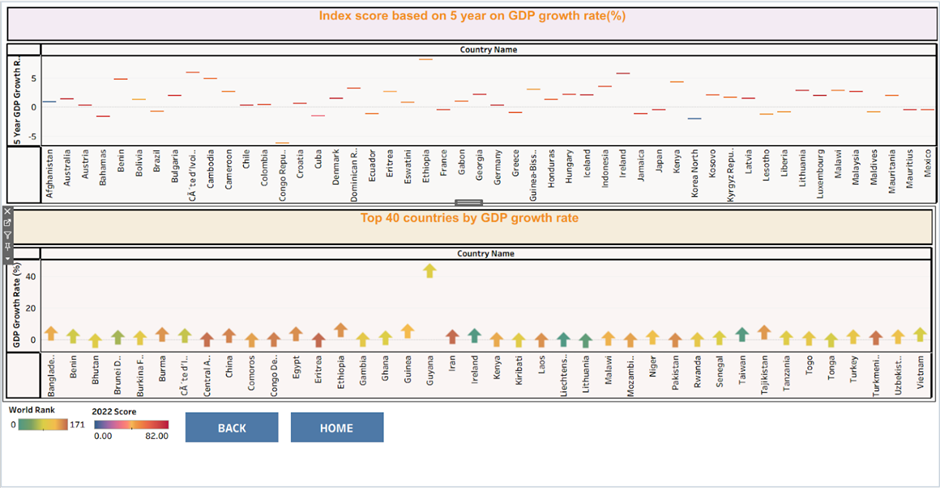 Index score based on 5 year on GDP growth rate(%)
Country Name
5 Year GDP Growth R..
5
0
-5
Afghanistan
Australia
Austria
Bahamas
Benin
Bolivia
Brazil
Bulgaria
CÃ´te d'Ivoi..
Cambodia
Cameroon
Chile
Colombia
Congo Repu..
Croatia
Cuba
Denmark
Dominican R..
Ecuador
Eritrea
Eswatini
Ethiopia
France
Gabon
Georgia
Germany
Greece
Guinea-Biss..
Honduras
Hungary
Iceland
Indonesia
Ireland
Jamaica
Japan
Kenya
Korea North
Kosovo
Kyrgyz Repu..
Latvia
Lesotho
Liberia
Lithuania
Luxembourg
Malawi
Malaysia
Maldives
Mauritania
Mauritius
Mexico
Top 40 countries by GDP growth rate
Country Name
GDP Growth Rate (%)
40
20
0
Banglade..
Benin
Bhutan
Brunei D..
Burkina F..
Burma
CÃ´te d'I..
Central A..
China
Comoros
Congo De..
Egypt
Eritrea
Ethiopia
Gambia
Ghana
Guinea
Guyana
Iran
Ireland
Kenya
Kiribati
Laos
Liechtens..
Lithuania
Malawi
Mozambi..
Niger
Pakistan
Rwanda
Senegal
Taiwan
Tajikistan
Tanzania
Togo
Tonga
Turkey
Turkmeni..
Uzbekist..
Vietnam
World Rank
0 171
2022 Score
0.00 82.00
BACK
HOME